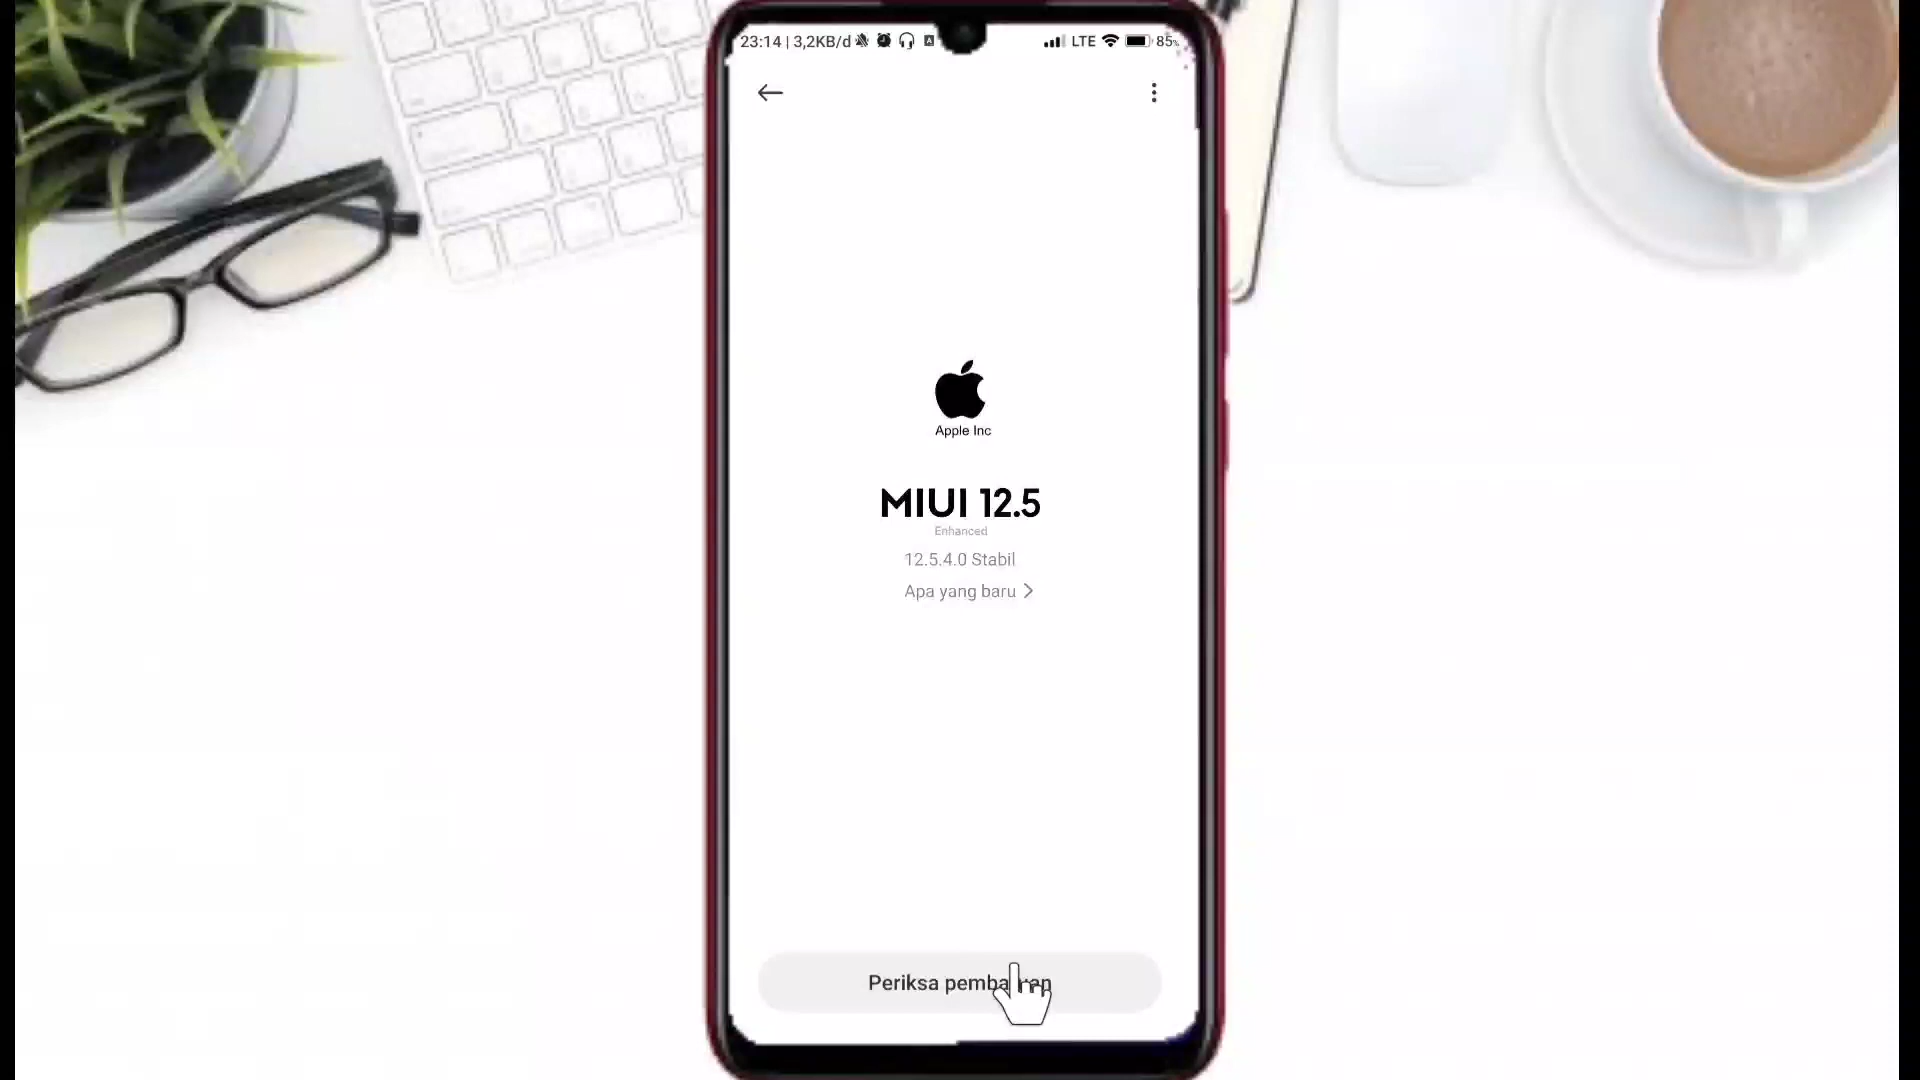 23:14 | 3,2KB/d LTE 85%
Apple Inc
MIUI 12.5
Enhanced
12.5.4.0 Stabil
Apa yang baru
Periksa